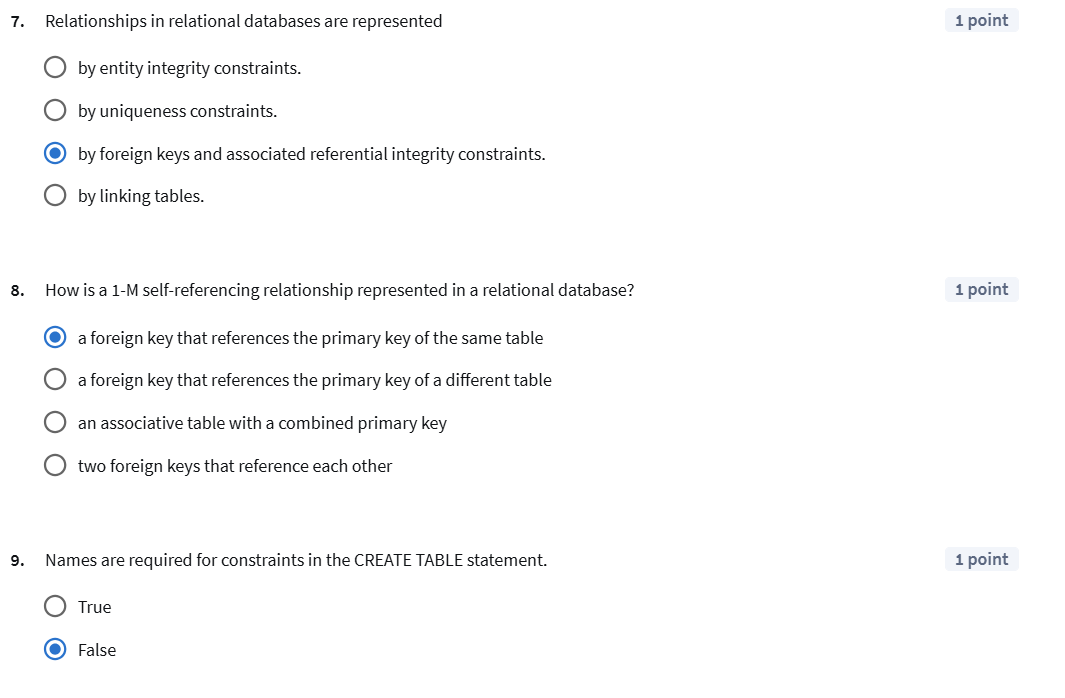 7. Relationships in relational databases are represented 1 point
by entity integrity constraints.
by uniqueness constraints.
by foreign keys and associated referential integrity constraints.
by linking tables.
8. How is a 1-M self-referencing relationship represented in a relational database? 1 point
a foreign key that references the primary key of the same table
a foreign key that references the primary key of a different table
an associative table with a combined primary key
two foreign keys that reference each other
9. Names are required for constraints in the CREATE TABLE statement. 1 point
True
False